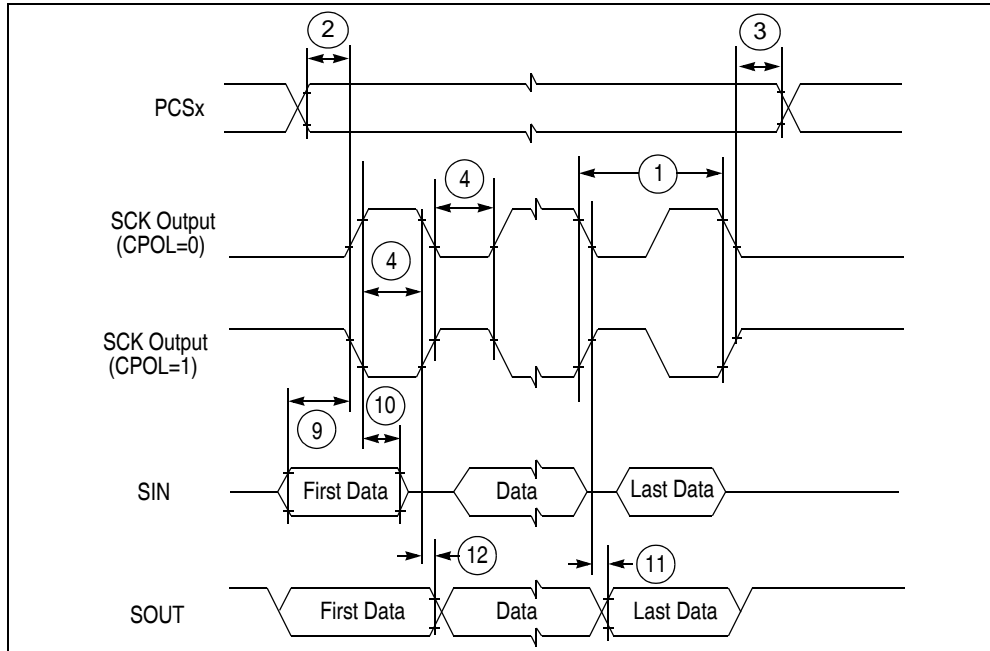 2
3
PCSx
4
1
SCK Output
(CPOL=0)
4
SCK Output
(CPOL=1)
9
10
SIN
First Data
Data
Last Data
12
11
SOUT
First Data
Data
Last Data